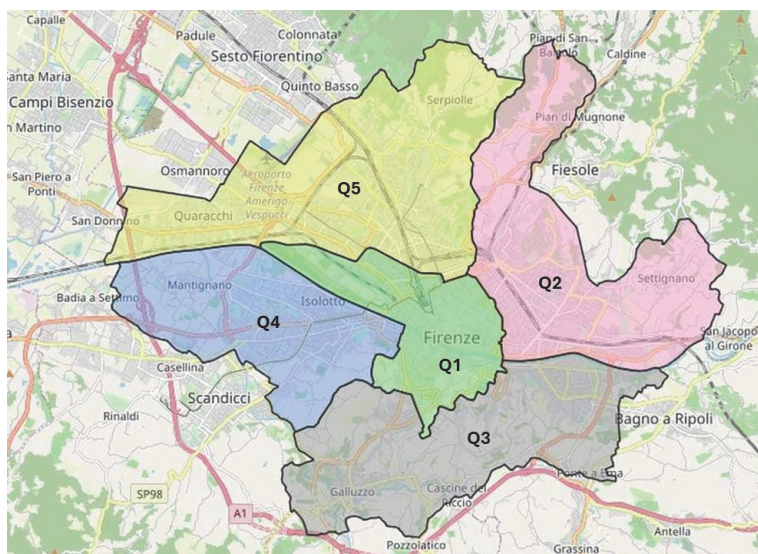 Capalle
Padule
Colonnata
Pian di San
Bartolo
Caldine
Sesto Fiorentino
Santa Maria
Quinto Basso
Serpiolle
Campi Bisenzio
Pian di Mugnone
n Martino
Osmannoro
Fiesole
San Piero a
Ponti
Aeroporto
Firenze
Amerigo
Vespucci
Q5
San Donnino
Quaracchi
Settignano
Q2
Mantignano
Badia a Settimo
Isolotto
Q4
Firenze
San Jacopo
al Girone
Q1
Casellina
Scandicci
Rinaldi
Bagno a Ripoli
Q3
Ponte a Ema
SP98
Galluzzo
Cascine del
Riccio
A1
Antella
Pozzolatico
Grassina